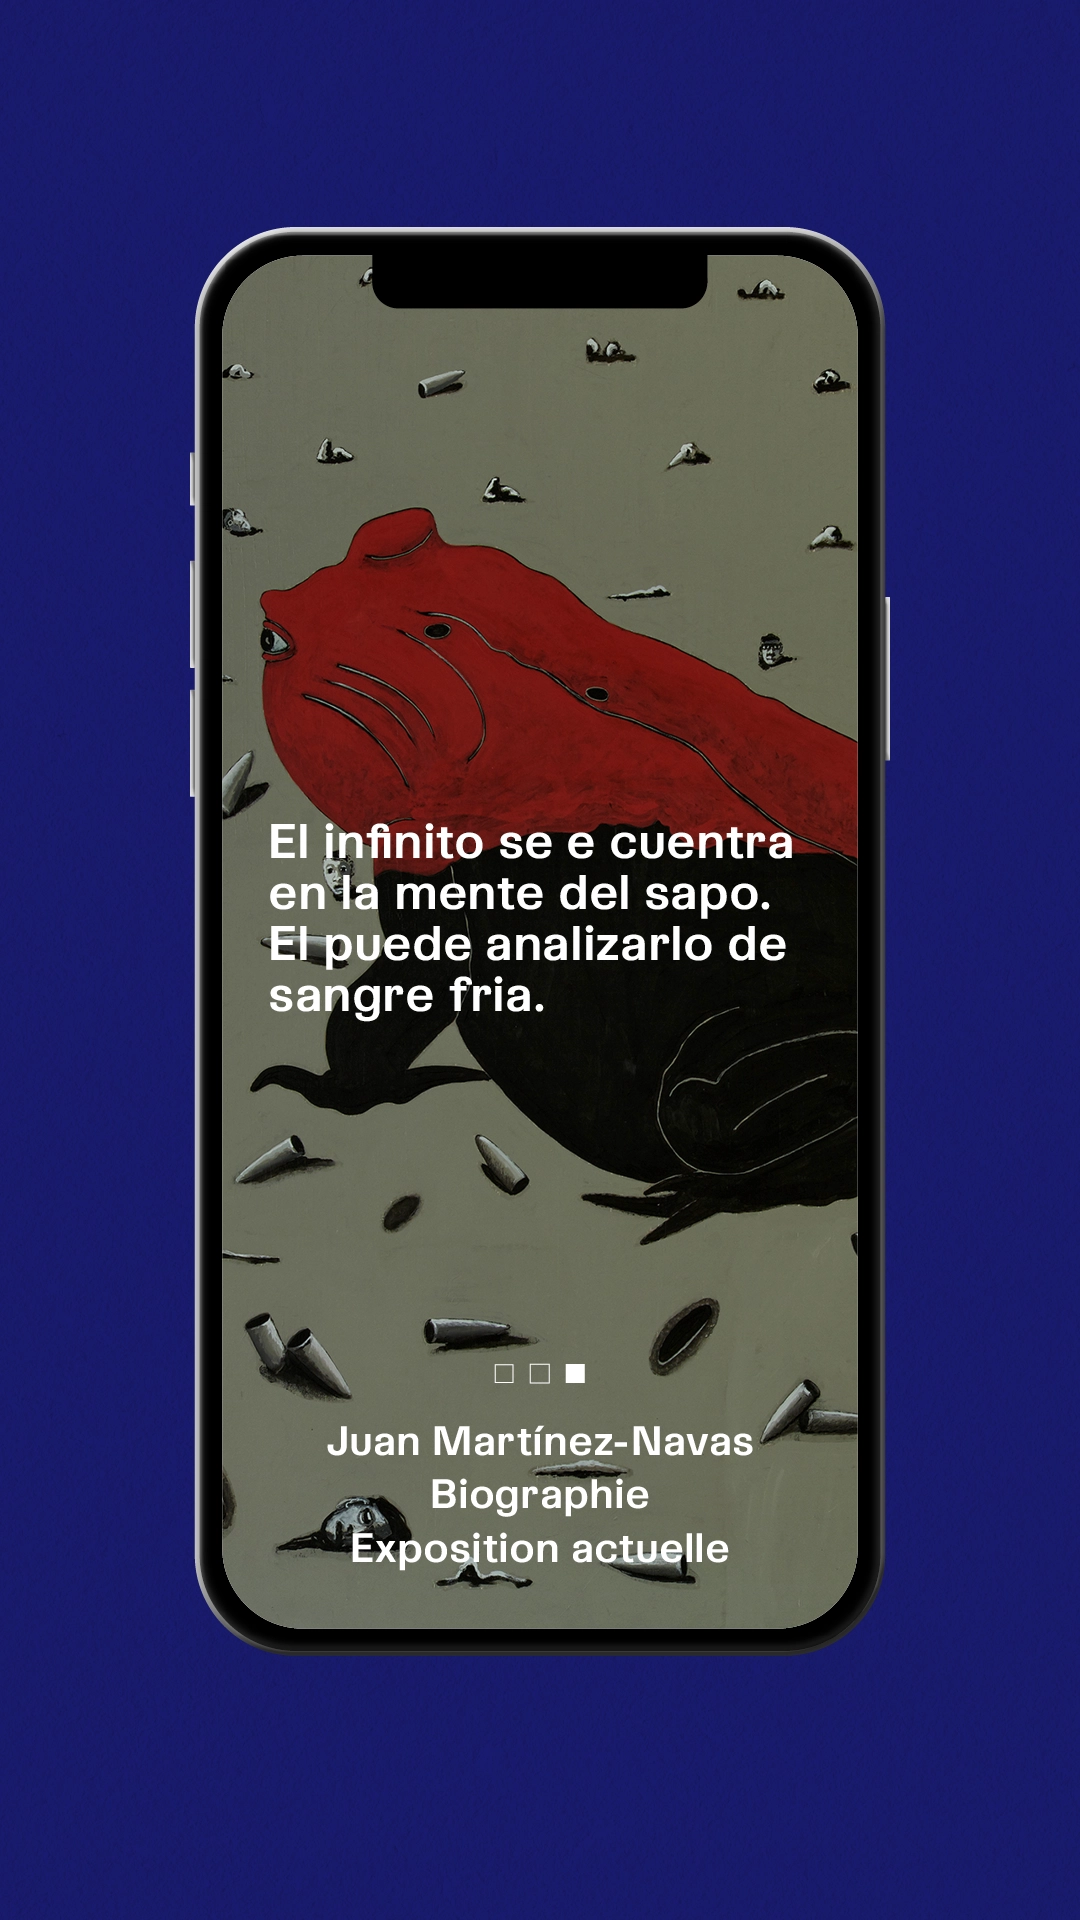 El infinito se e cuentra
en la mente del sapo.
El puede analizarlo de
sangre fria.
Juan Martínez-Navas
Biographie
Exposition actuelle